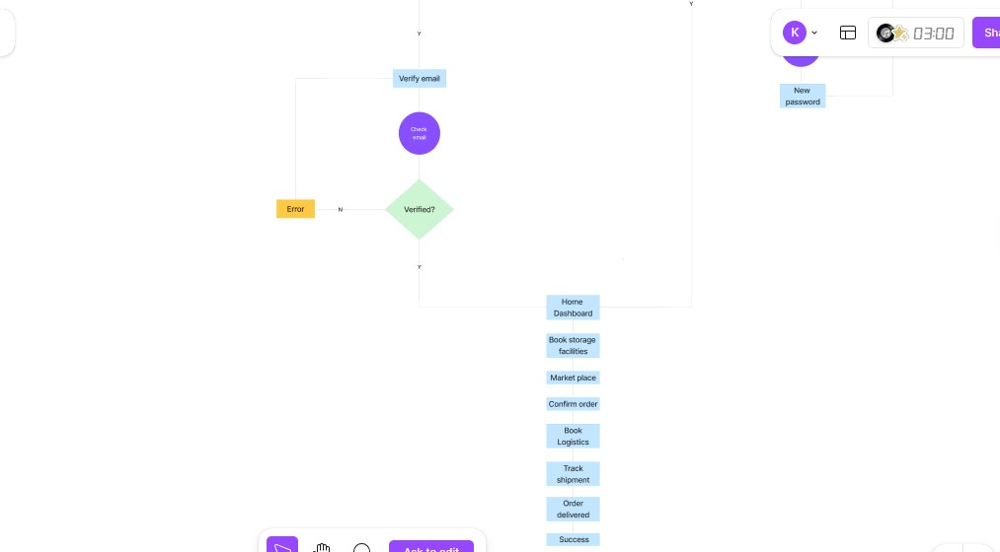 Y
Y
K
03:00
Sha
Y
Verify email
New
password
Check
email
Error
N
Verified?
Y
Home
Dashboard
Book storage
facilities
Market place
Confirm order
Book
Logistics
Track
shipment
Order
delivered
Success
Ask to edit